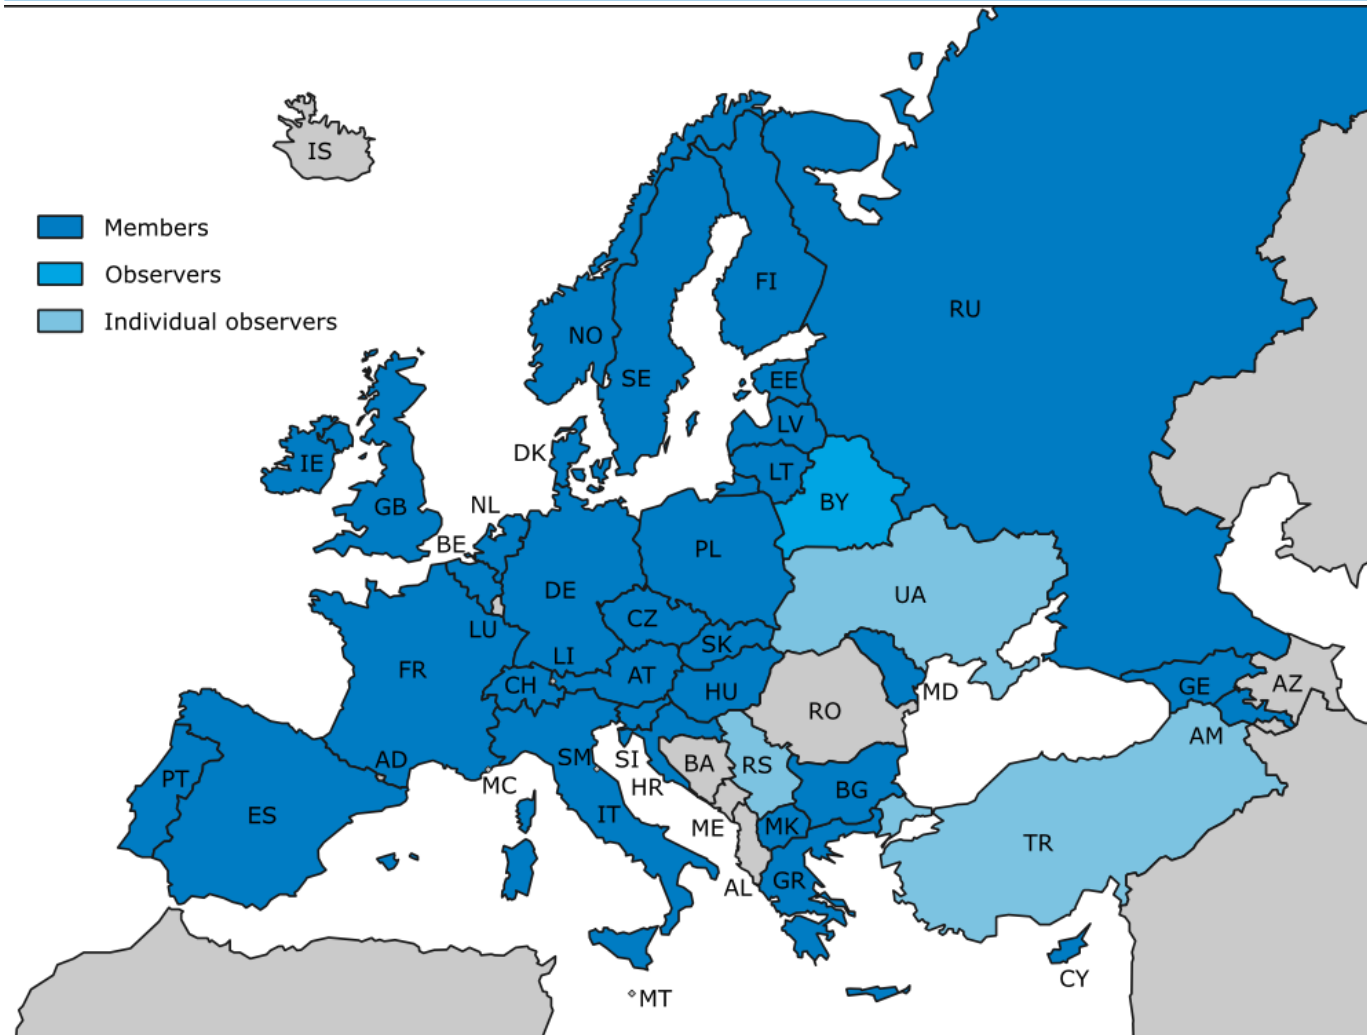 IS
Members
Observers
Individual observers
FI
RU
NO
SE
EE
LV
DK
IE
LT
GB
NL
BY
BE
PL
DE
UA
CZ
LU
SK
LI
FR
AT
CH
HU
GE
AZ
MD
RO
AM
AD
SM
SI
BA
RS
PT
MC
HR
BG
ES
IT
ME
MK
TR
AL
GR
CY
MT